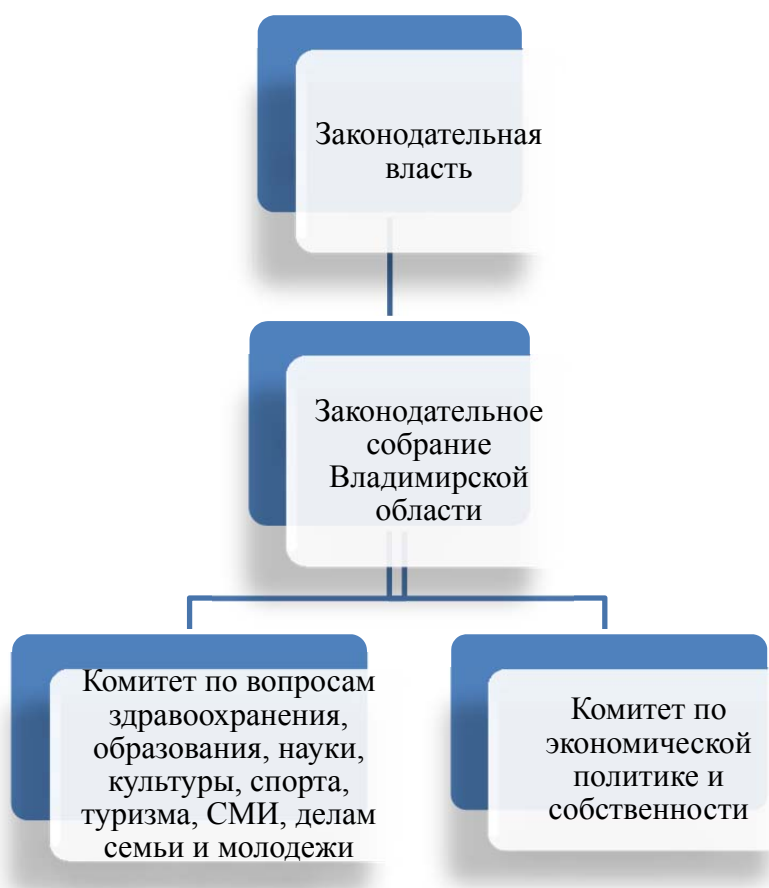 Законодательная
власть
Законодательное
собрание
Владимирской
области
Комитет по вопросам
здравоохранения,
образования, науки,
культуры, спорта,
туризма, СМИ, делам
семьи и молодежи
Комитет по
экономической
политике и
собственности